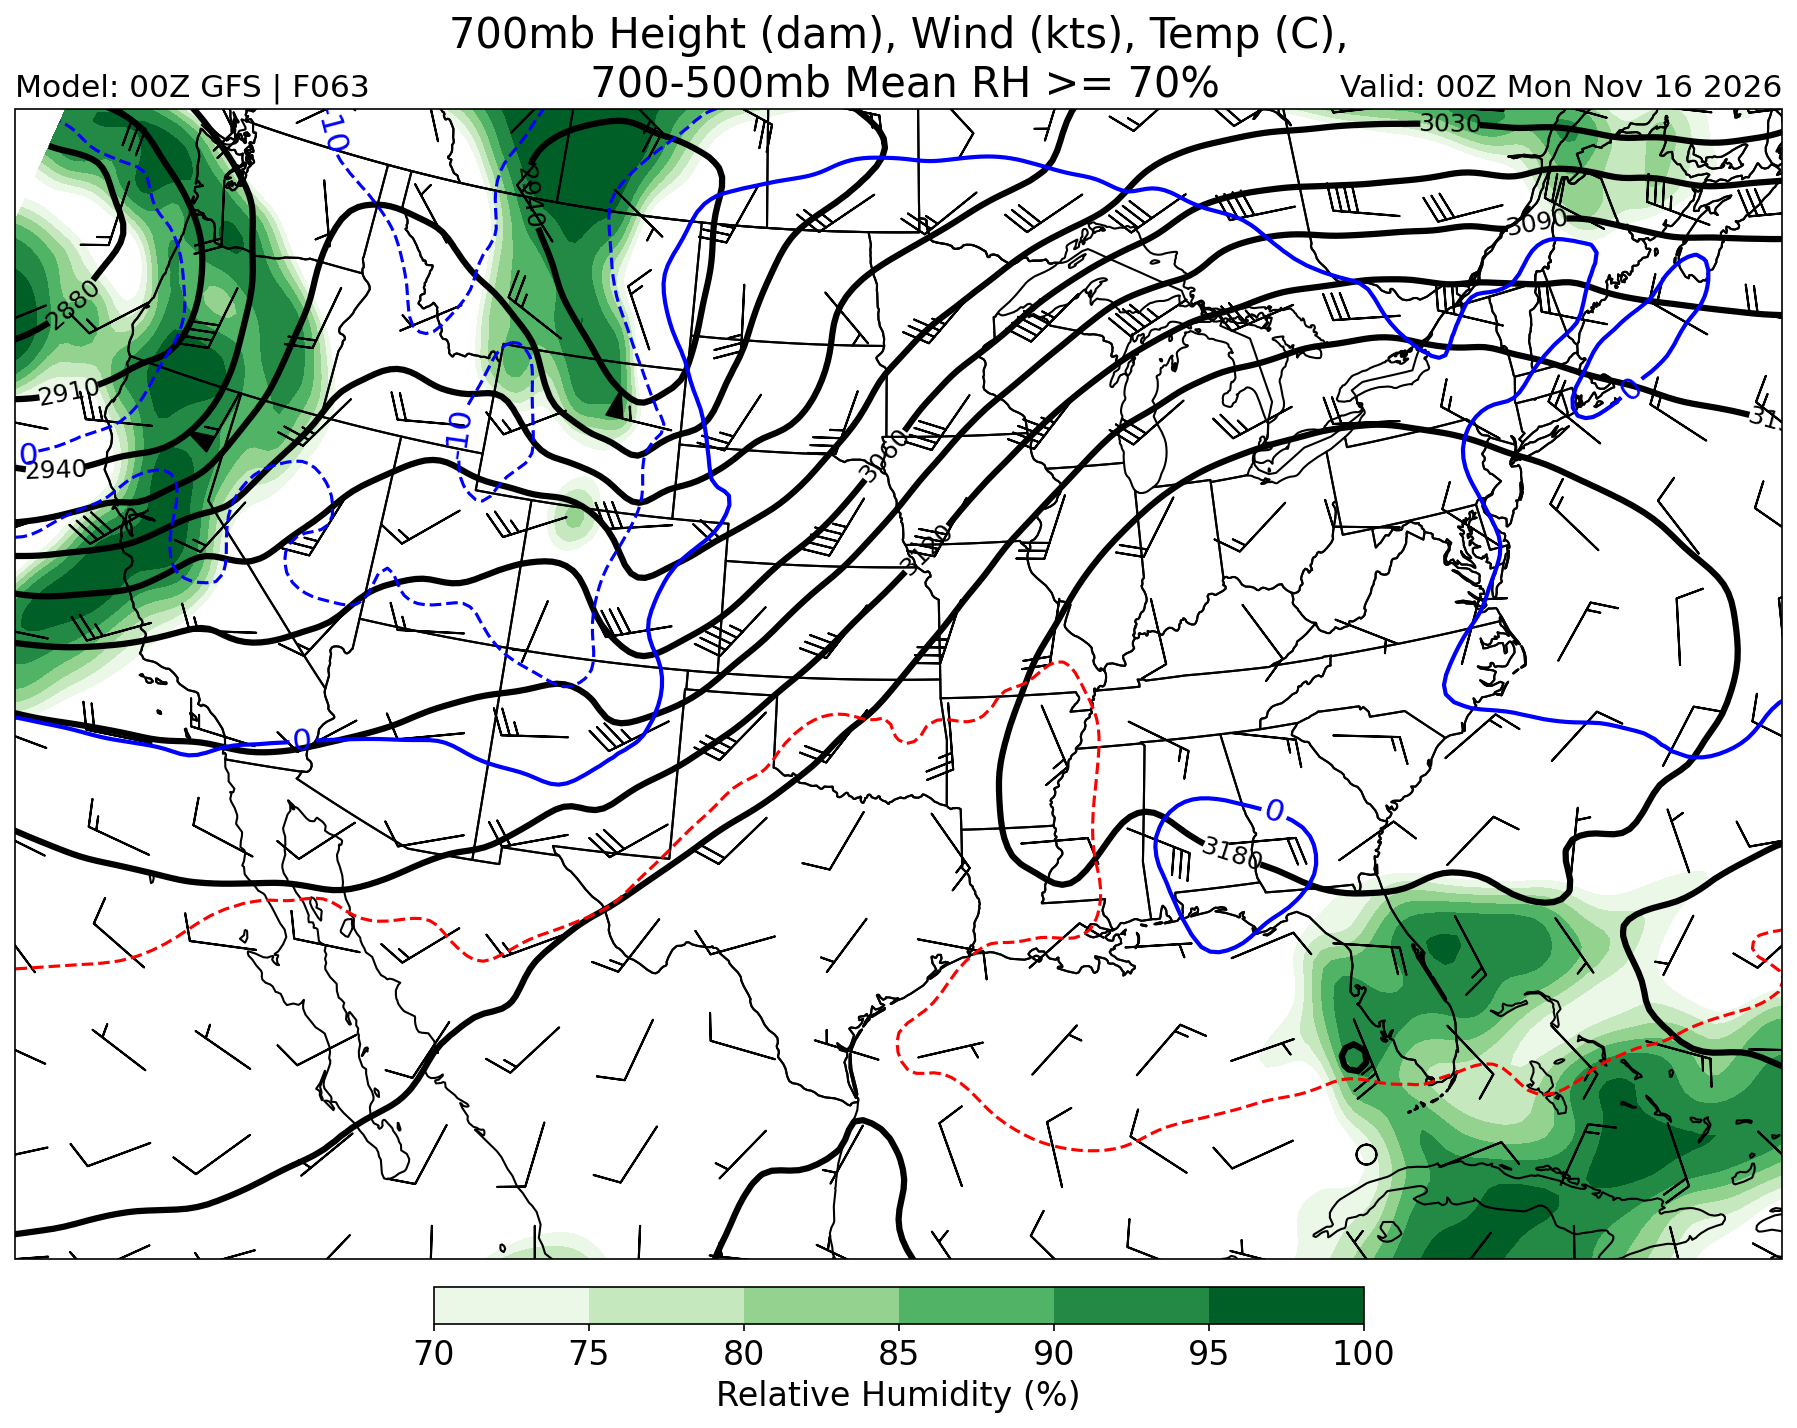 700mb Height (dam), Wind (kts), Temp (C),
700-500mb Mean RH >= 70%
Model: 00Z GFS | F063
Valid: 00Z Mon Nov 16 2026
3030
10
2910
3090
2880
2910
0
0
2940
10
3060
3120
0
0
3180
70 75 80 85 90 95 100
Relative Humidity (%)